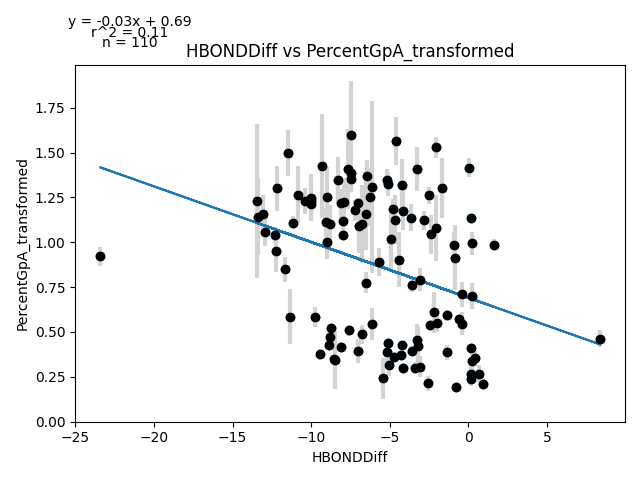 y = -0.03x + 0.69
r^2 = 0.11
n = 110
HBONDDiff vs PercentGpA_transformed
PercentGpA_transformed
1.75
1.50
1.25
1.00
0.75
0.50
0.25
0.00
−25
−20
−15
−10
−5
0
5
HBONDDiff